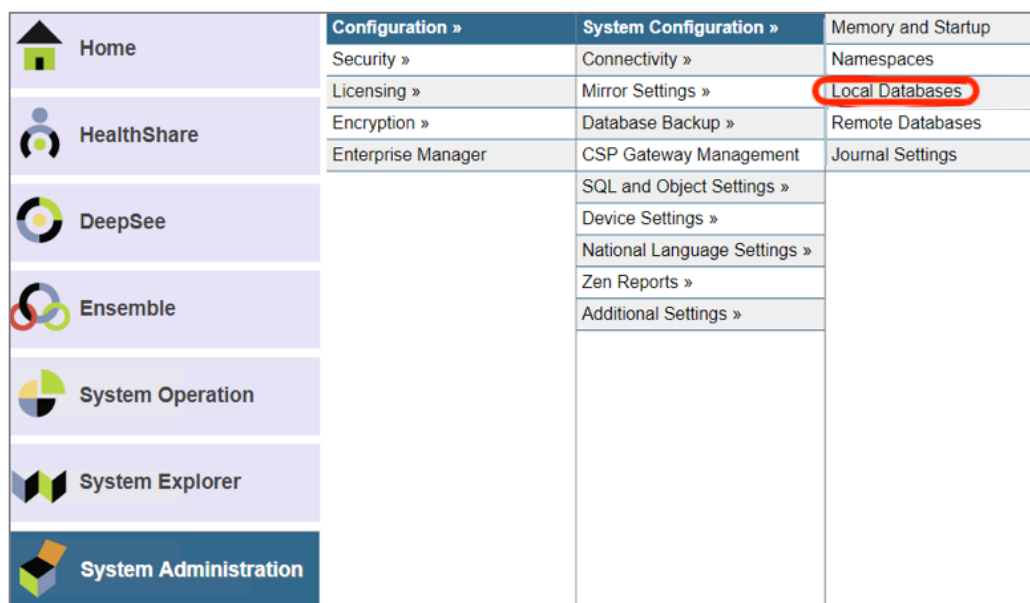 Home
HealthShare
DeepSee
Ensemble
System Operation
System Explorer
System Administration
Configuration »
Security »
Licensing »
Encryption »
Enterprise Manager
System Configuration »
Connectivity »
Mirror Settings »
Database Backup »
CSP Gateway Management
SQL and Object Settings »
Device Settings »
National Language Settings »
Zen Reports »
Additional Settings »
Memory and Startup
Namespaces
Local Databases
Remote Databases
Journal Settings